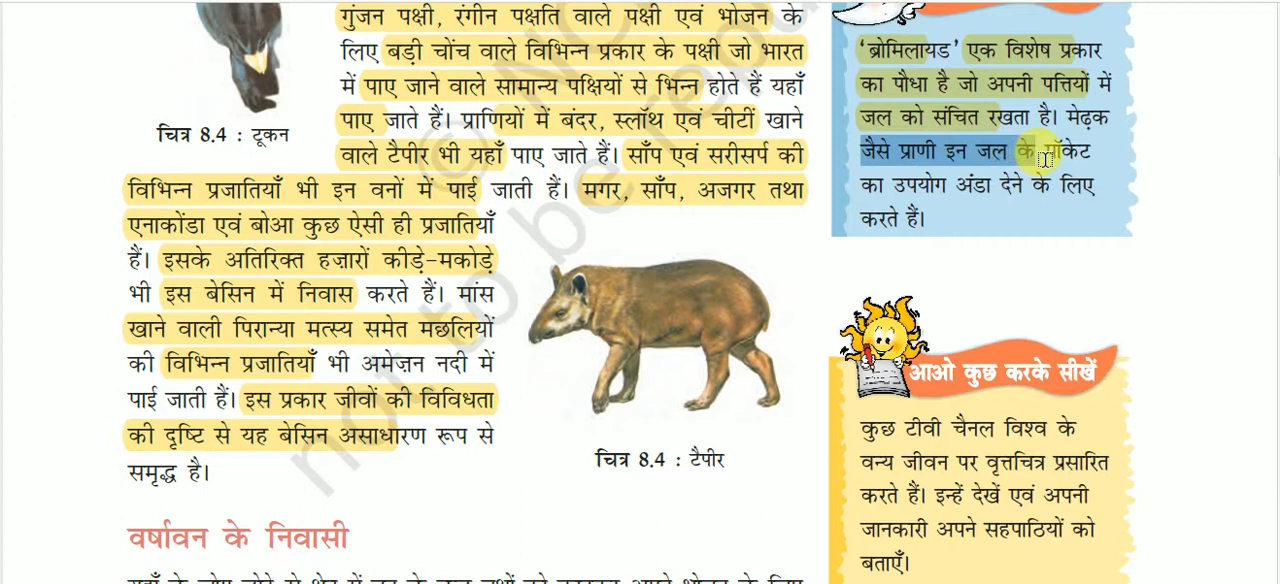 गुंजन पक्षी, रंगीन पक्षति वाले पक्षी एवं भोजन के
लिए बड़ी चोंच वाले विभिन्न प्रकार के पक्षी जो भारत
में पाए जाने वाले सामान्य पक्षियों से भिन्न होते हैं यहाँ
पाए जाते हैं। प्राणियों में बंदर, स्लॉथ एवं चीटीं खाने
वाले टैपीर भी यहाँ पाए जाते हैं। साँप एवं सरीसर्प की
विभिन्न प्रजातियाँ भी इन वनों में पाई जाती हैं। मगर, साँप, अजगर तथा
एनाकोंडा एवं बोआ कुछ ऐसी ही प्रजातियाँ
हैं। इसके अतिरिक्त हजारों कीड़े-मकोड़े
भी इस बेसिन में निवास करते हैं। मांस
खाने वाली पिरान्या मत्स्य समेत मछलियों
की विभिन्न प्रजातियाँ भी अमेज़न नदी में
पाई जाती हैं। इस प्रकार जीवों की विविधता
की दृष्टि से यह बेसिन असाधारण रूप से
समृद्ध है।
चित्र 8.4 : टूकन
चित्र 8.4 : टैपीर
वर्षावन के निवासी
‘ब्रोमिलायड’ एक विशेष प्रकार
का पौधा है जो अपनी पत्तियों में
जल को संचित रखता है। मेढ़क
जैसे प्राणी इन जल के पॉकेट
का उपयोग अंडा देने के लिए
करते हैं।
आओ कुछ करके सीखें
कुछ टीवी चैनल विश्व के
वन्य जीवन पर वृत्तचित्र प्रसारित
करते हैं। इन्हें देखें एवं अपनी
जानकारी अपने सहपाठियों को
बताएँ।
not to be repu